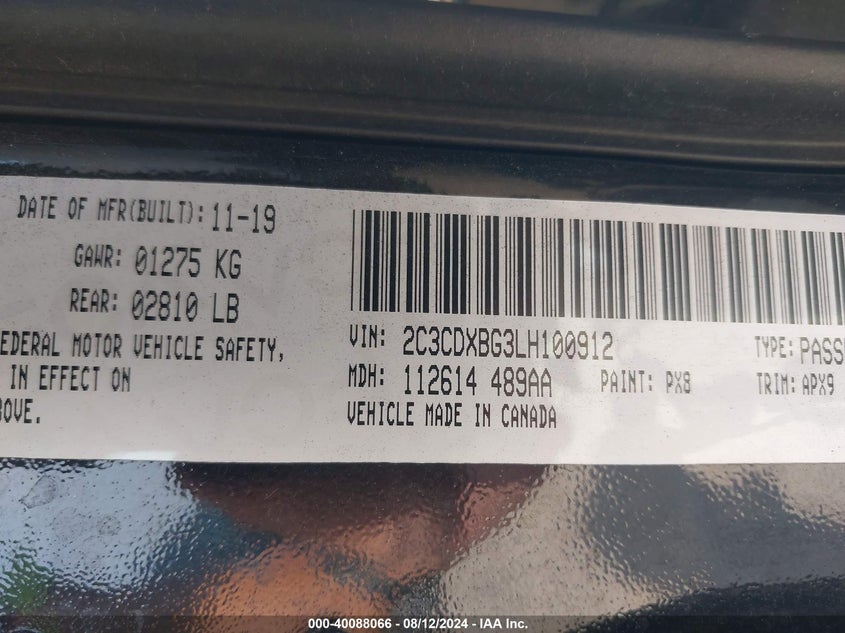 DATE OF MFR(BUILT): 11-19
GAWR: 01275 KG
REAR: 02810 LB
EDERAL MOTOR VEHICLE SAFETY,
IN EFFECT ON
BOVE.
VIN: 2C3CDXBG3LH100912
TYPE: PASS
MDH: 112614 489AA PAINT: PX8 TRIM: APX9
VEHICLE MADE IN CANADA
000-40088066 - 08/12/2024 - IAA Inc.